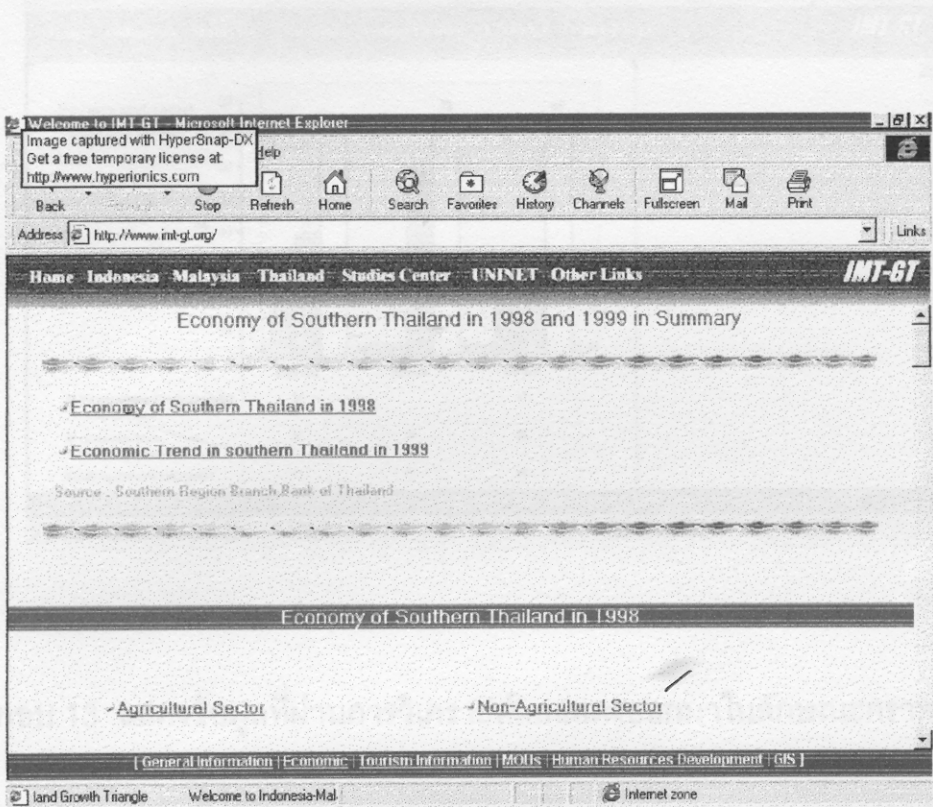 Welcome to IMT-GT - Microsoft Internet Explorer
Image captured with HyperSnap-DX
Get a free temporary license at:
http://www.hyperionics.com
Help
Back Stop Refresh Home Search Favorites History Channels Fullscreen Mail Print
Address http://www.imt-gt.org/ Links
Home Indonesia Malaysia Thailand Studies Center UNINET Other Links IMT-GT
Economy of Southern Thailand in 1998 and 1999 in Summary
Economy of Southern Thailand in 1998
Economic Trend in southern Thailand in 1999
Source : Southern Region Branch,Bank of Thailand
Economy of Southern Thailand in 1998
Agricultural Sector Non-Agricultural Sector
[ General Information | Economic | Tourism Information | MOUs | Human Resources Development | GIS ]
land Growth Triangle Welcome to Indonesia-Mal Internet zone